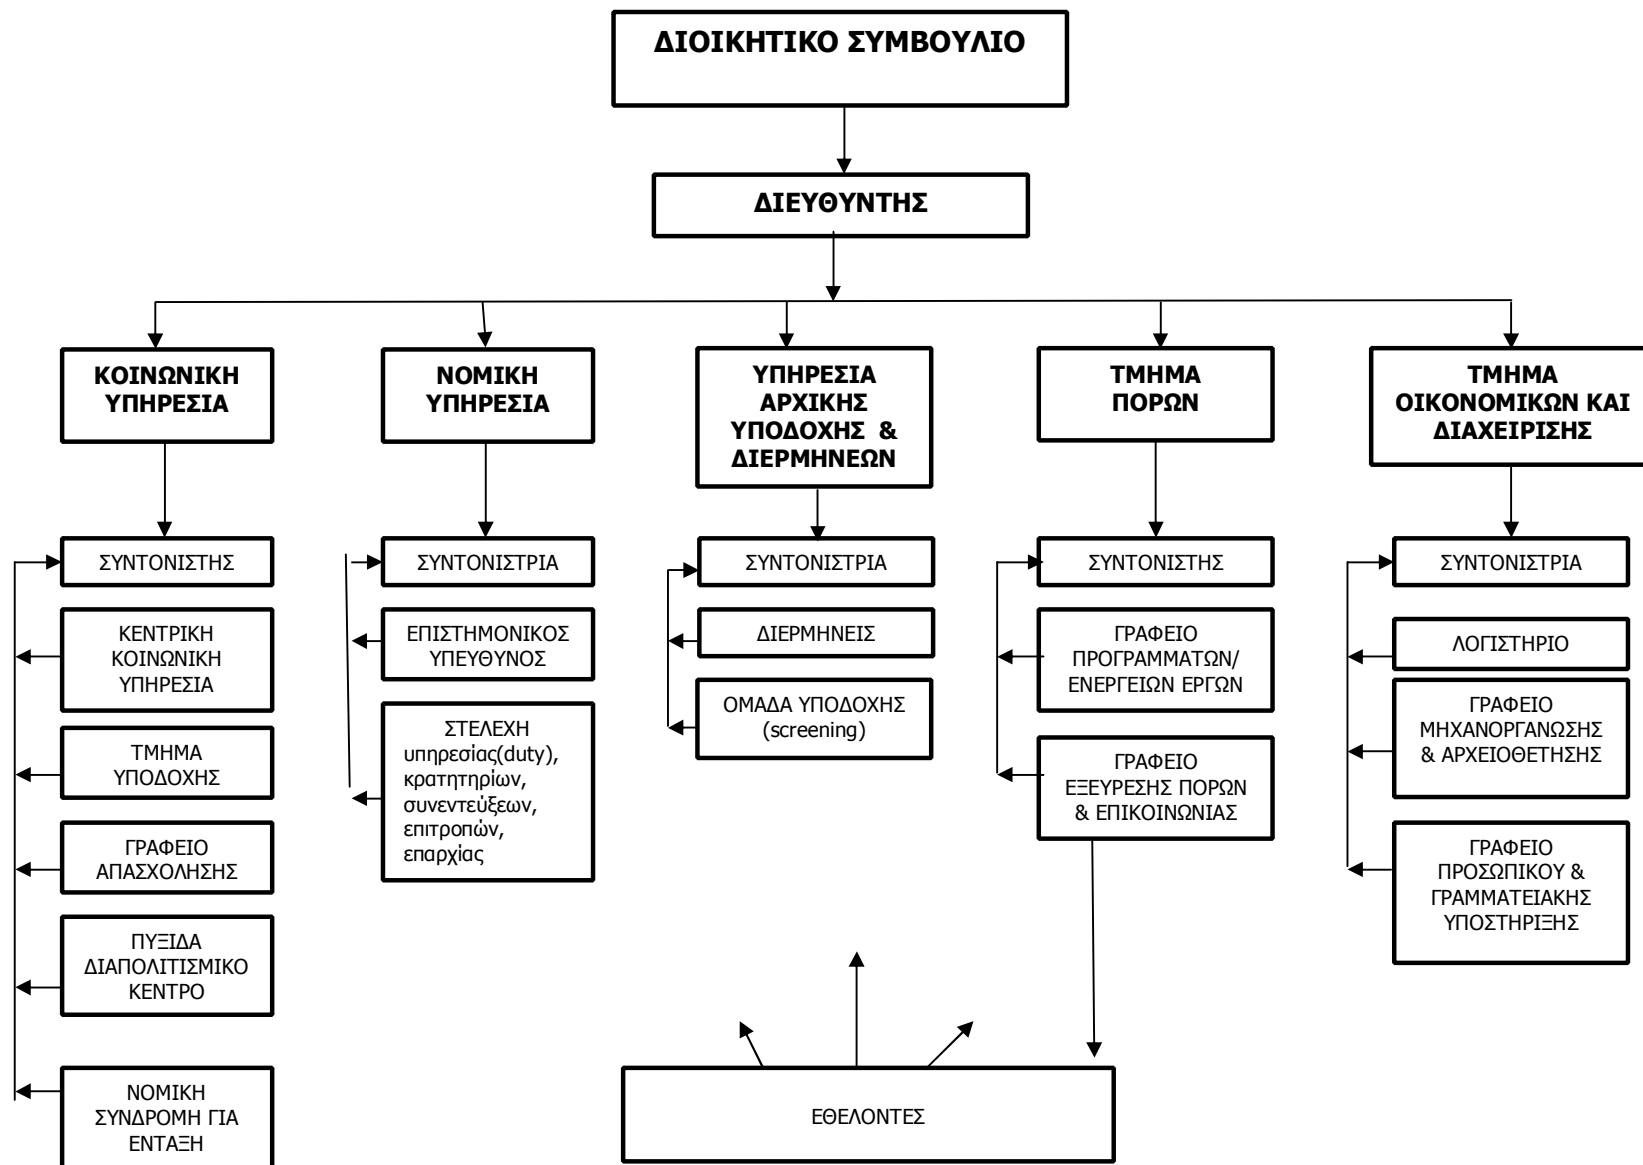 ΔΙΟΙΚΗΤΙΚΟ ΣΥΜΒΟΥΛΙΟ
ΔΙΕΥΘΥΝΤΗΣ
ΚΟΙΝΩΝΙΚΗ
ΥΠΗΡΕΣΙΑ
ΝΟΜΙΚΗ
ΥΠΗΡΕΣΙΑ
ΥΠΗΡΕΣΙΑ
ΑΡΧΙΚΗΣ
ΥΠΟΔΟΧΗΣ &
ΔΙΕΡΜΗΝΕΩΝ
ΤΜΗΜΑ
ΠΟΡΩΝ
ΤΜΗΜΑ
ΟΙΚΟΝΟΜΙΚΩΝ ΚΑΙ
ΔΙΑΧΕΙΡΙΣΗΣ
ΣΥΝΤΟΝΙΣΤΗΣ
ΚΕΝΤΡΙΚΗ
ΚΟΙΝΩΝΙΚΗ
ΥΠΗΡΕΣΙΑ
ΤΜΗΜΑ
ΥΠΟΔΟΧΗΣ
ΓΡΑΦΕΙΟ
ΑΠΑΣΧΟΛΗΣΗΣ
ΠΥΞΙΔΑ
ΔΙΑΠΟΛΙΤΙΣΜΙΚΟ
ΚΕΝΤΡΟ
ΝΟΜΙΚΗ
ΣΥΝΔΡΟΜΗ ΓΙΑ
ΕΝΤΑΞΗ
ΣΥΝΤΟΝΙΣΤΡΙΑ
ΕΠΙΣΤΗΜΟΝΙΚΟΣ
ΥΠΕΥΘΥΝΟΣ
ΣΤΕΛΕΧΗ
υπηρεσίας(duty),
κρατητηρίων,
συνεντεύξεων,
επιτροπών,
επαρχίας
ΣΥΝΤΟΝΙΣΤΡΙΑ
ΔΙΕΡΜΗΝΕΙΣ
ΟΜΑΔΑ ΥΠΟΔΟΧΗΣ
(screening)
ΣΥΝΤΟΝΙΣΤΗΣ
ΓΡΑΦΕΙΟ
ΠΡΟΓΡΑΜΜΑΤΩΝ/
ΕΝΕΡΓΕΙΩΝ ΕΡΓΩΝ
ΓΡΑΦΕΙΟ
ΕΞΕΥΡΕΣΗΣ ΠΟΡΩΝ
& ΕΠΙΚΟΙΝΩΝΙΑΣ
ΣΥΝΤΟΝΙΣΤΡΙΑ
ΛΟΓΙΣΤΗΡΙΟ
ΓΡΑΦΕΙΟ
ΜΗΧΑΝΟΡΓΑΝΩΣΗΣ
& ΑΡΧΕΙΟΘΕΤΗΣΗΣ
ΓΡΑΦΕΙΟ
ΠΡΟΣΩΠΙΚΟΥ &
ΓΡΑΜΜΑΤΕΙΑΚΗΣ
ΥΠΟΣΤΗΡΙΞΗΣ
ΕΘΕΛΟΝΤΕΣ